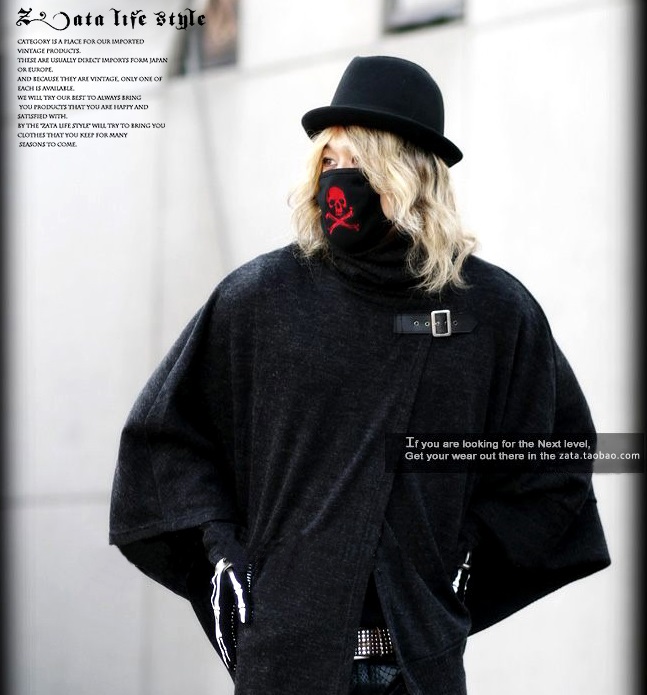 Zata life style
CATEGORY IS A PLACE FOR OUR IMPORTED
VINTAGE PRODUCTS.
THESE ARE USUALLY DIRECT IMPORTS FORM JAPAN
OR EUROPE.
AND BECAUSE THEY ARE VINTAGE, ONLY ONE OF
EACH IS AVAILABLE.
WE WILL TRY OUR BEST TO ALWAYS BRING
YOU PRODUCTS THAT YOU ARE HAPPY AND
SATISFIED WITH.
BY THE "ZATA LIFE STYLE" WILL TRY TO BRING YOU
CLOTHES THAT YOU KEEP FOR MANY
SEASONS TO COME.
If you are looking for the Next level,
Get your wear out there in the zata.taobao.com